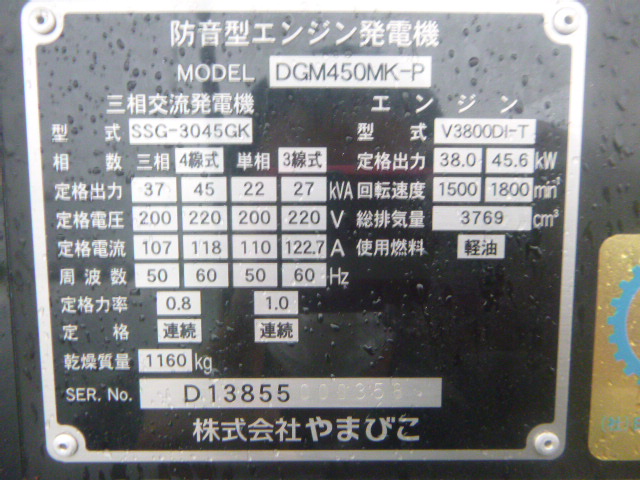 防音型エンジン発電機
MODEL DGM450MK-P
三相交流発電機 エンジン
型式 SSG-3045GK 型式 V3800DI-T
相数 三相 4線式 単相 3線式 定格出力 38.0 45.6 kW
定格出力 37 45 22 27 kVA 回転速度 1500 1800 min⁻¹
定格電圧 200 220 200 220 V 総排気量 3769 cm³
定格電流 107 118 110 122.7 A 使用燃料 軽油
周波数 50 60 50 60 Hz
定格力率 0.8 1.0
定格 連続 連続
乾燥質量 1160 kg
SER. No. D13855
株式会社やまびこ